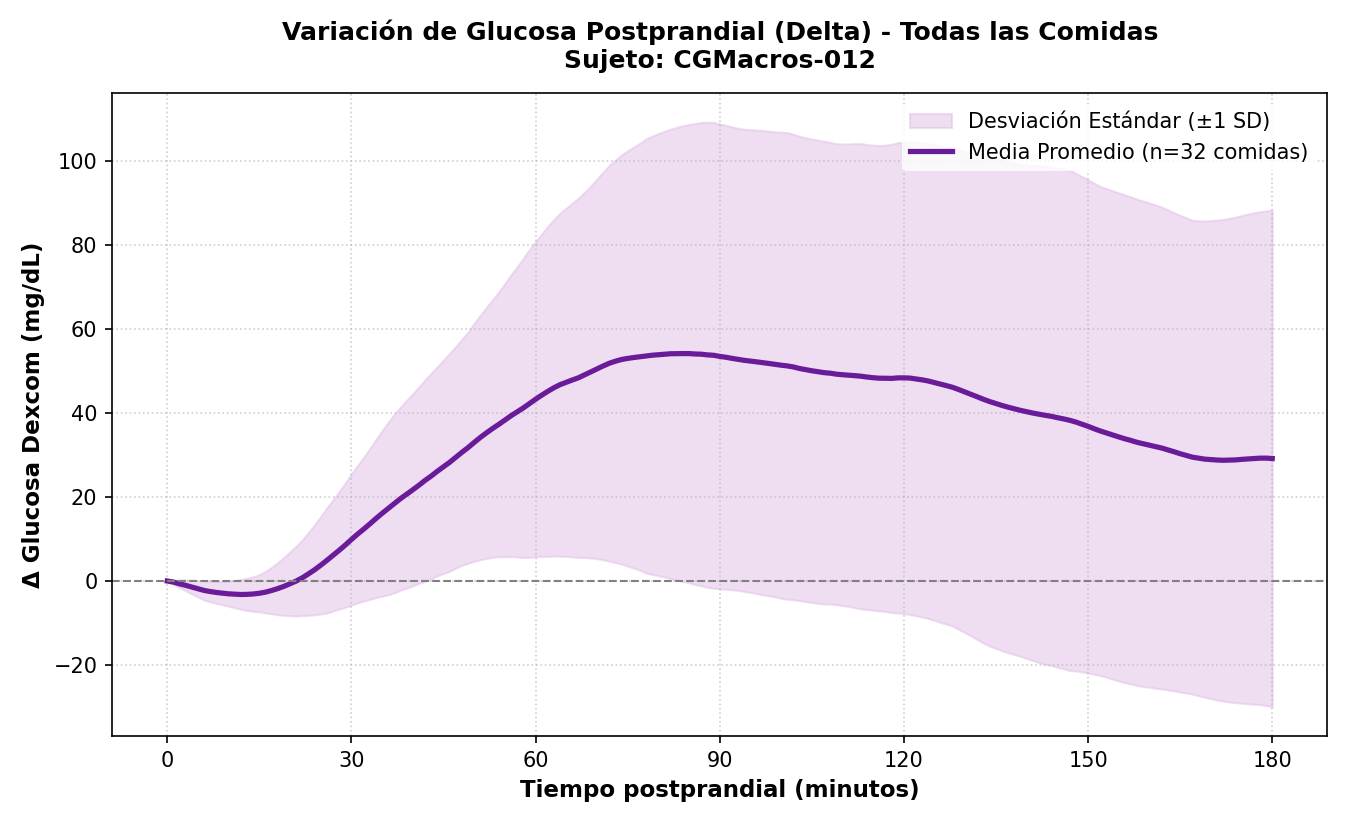 Variación de Glucosa Postprandial (Delta) - Todas las Comidas
Sujeto: CGMacros-012
Desviación Estándar (±1 SD)
Media Promedio (n=32 comidas)
Δ Glucosa Dexcom (mg/dL)
100
80
60
40
20
0
−20
0 30 60 90 120 150 180
Tiempo postprandial (minutos)